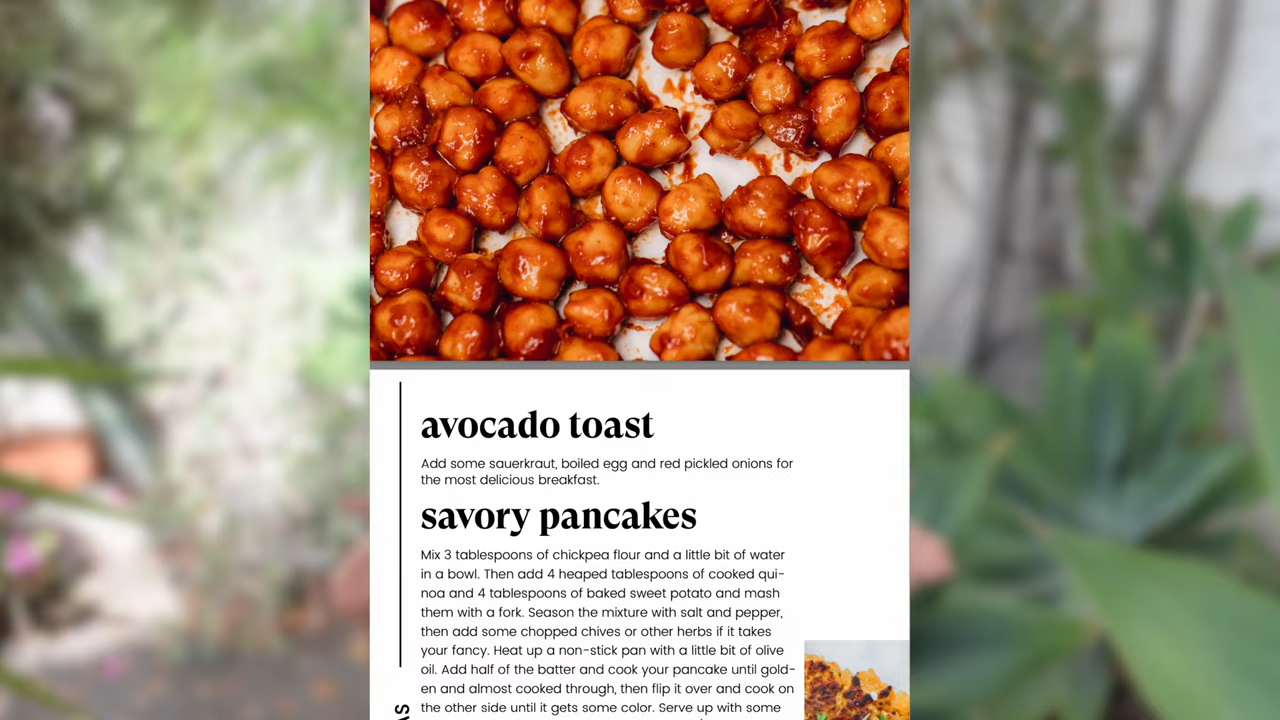 avocado toast
Add some sauerkraut, boiled egg and red pickled onions for
the most delicious breakfast.
savory pancakes
Mix 3 tablespoons of chickpea flour and a little bit of water
in a bowl. Then add 4 heaped tablespoons of cooked qui-
noa and 4 tablespoons of baked sweet potato and mash
them with a fork. Season the mixture with salt and pepper,
then add some chopped chives or other herbs if it takes
your fancy. Heat up a non-stick pan with a little bit of olive
oil. Add half of the batter and cook your pancake until gold-
en and almost cooked through, then flip it over and cook on
the other side until it gets some color. Serve up with some
AS